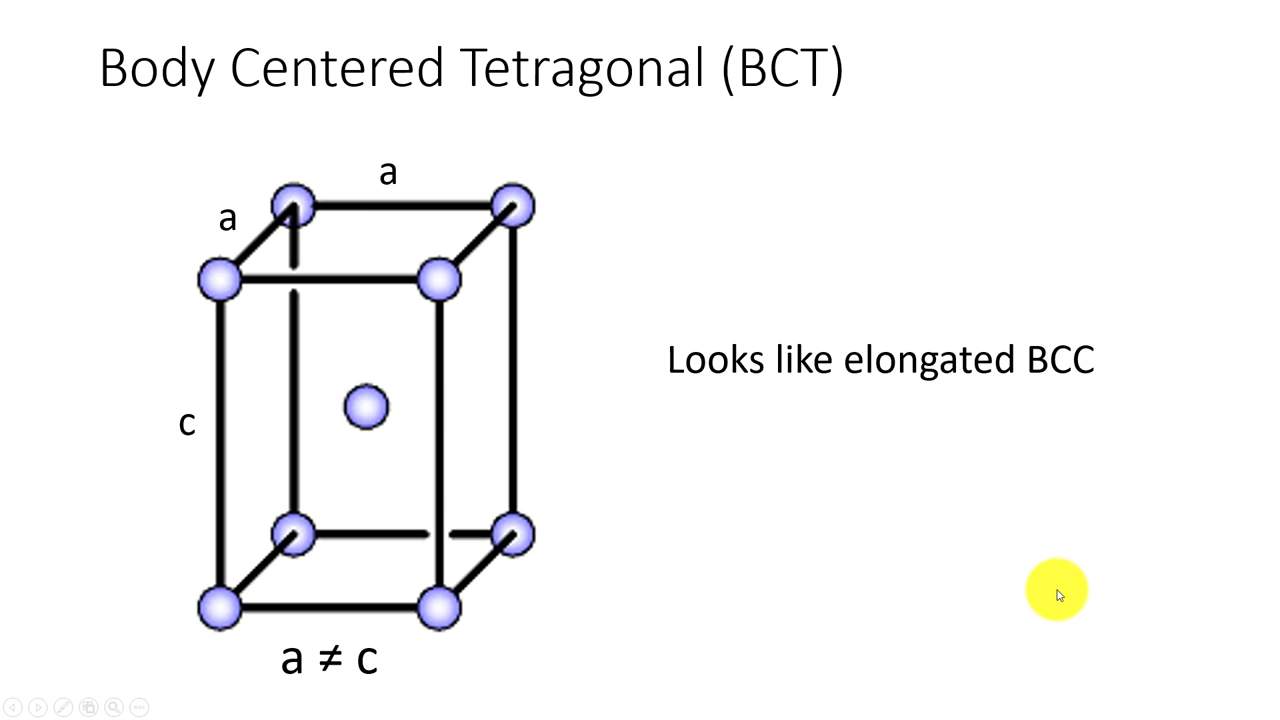 Body Centered Tetragonal (BCT)
a
a
Looks like elongated BCC
c
a ≠ c